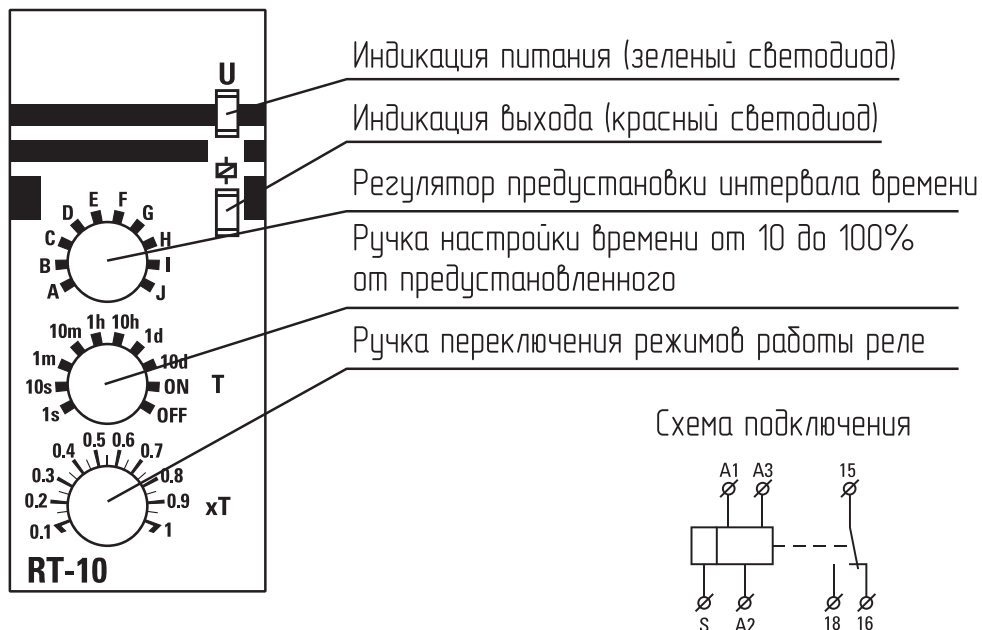 U
Индикация питания (зеленый светодиод)
Индикация выхода (красный светодиод)
Регулятор предустановки интервала времени
Ручка настройки времени от 10 до 100%
от предустановленного
Ручка переключения режимов работы реле
A B C D E F G H I J
1s 10s 1m 10m 1h 10h 1d 10d ON OFF
T
0.1 0.2 0.3 0.4 0.5 0.6 0.7 0.8 0.9 1
xT
RT-10
Схема подключения
A1 A3 15
S A2 18 16